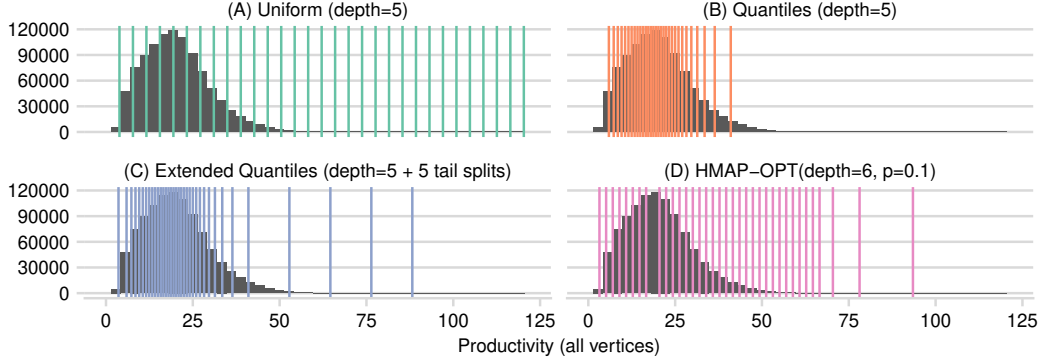 (A) Uniform (depth=5)
(B) Quantiles (depth=5)
120000
90000
60000
30000
0
(C) Extended Quantiles (depth=5 + 5 tail splits)
(D) HMAP−OPT(depth=6, p=0.1)
120000
90000
60000
30000
0
0 25 50 75 100 125
0 25 50 75 100 125
Productivity (all vertices)